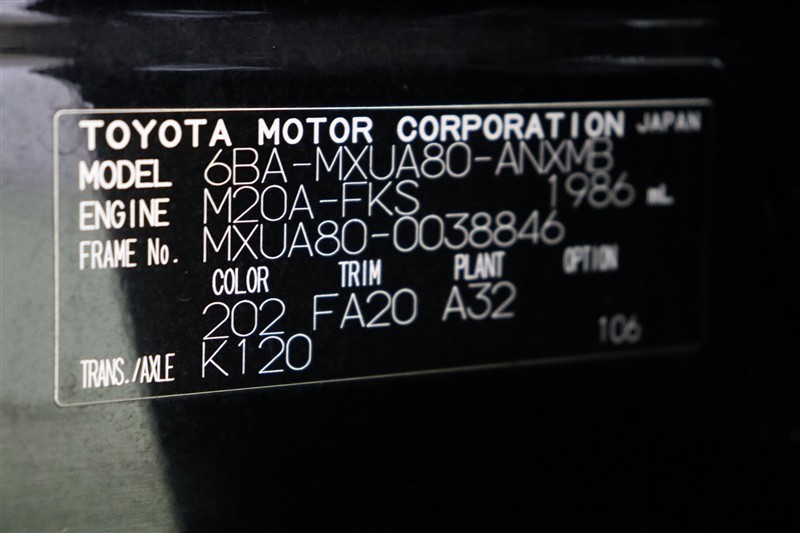 TOYOTA MOTOR CORPORATION JAPAN
MODEL 6BA-MXUA80-ANXMB
ENGINE M20A-FKS 1986 mL
FRAME No. MXUA80-0038846
COLOR TRIM PLANT OPTION
202 FA20 A32
TRANS./AXLE K120 106